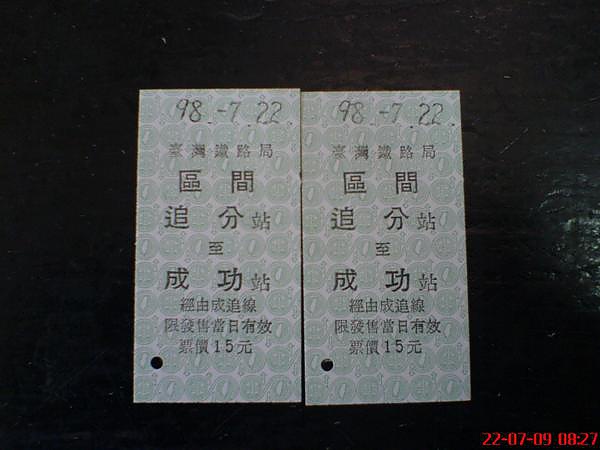 98.-7.22.
臺灣鐵路局
區間
追分站
至
成功站
經由成追線
限發售當日有效
票價15元
98.-7.22.
臺灣鐵路局
區間
追分站
至
成功站
經由成追線
限發售當日有效
票價15元
22-07-09 08:27